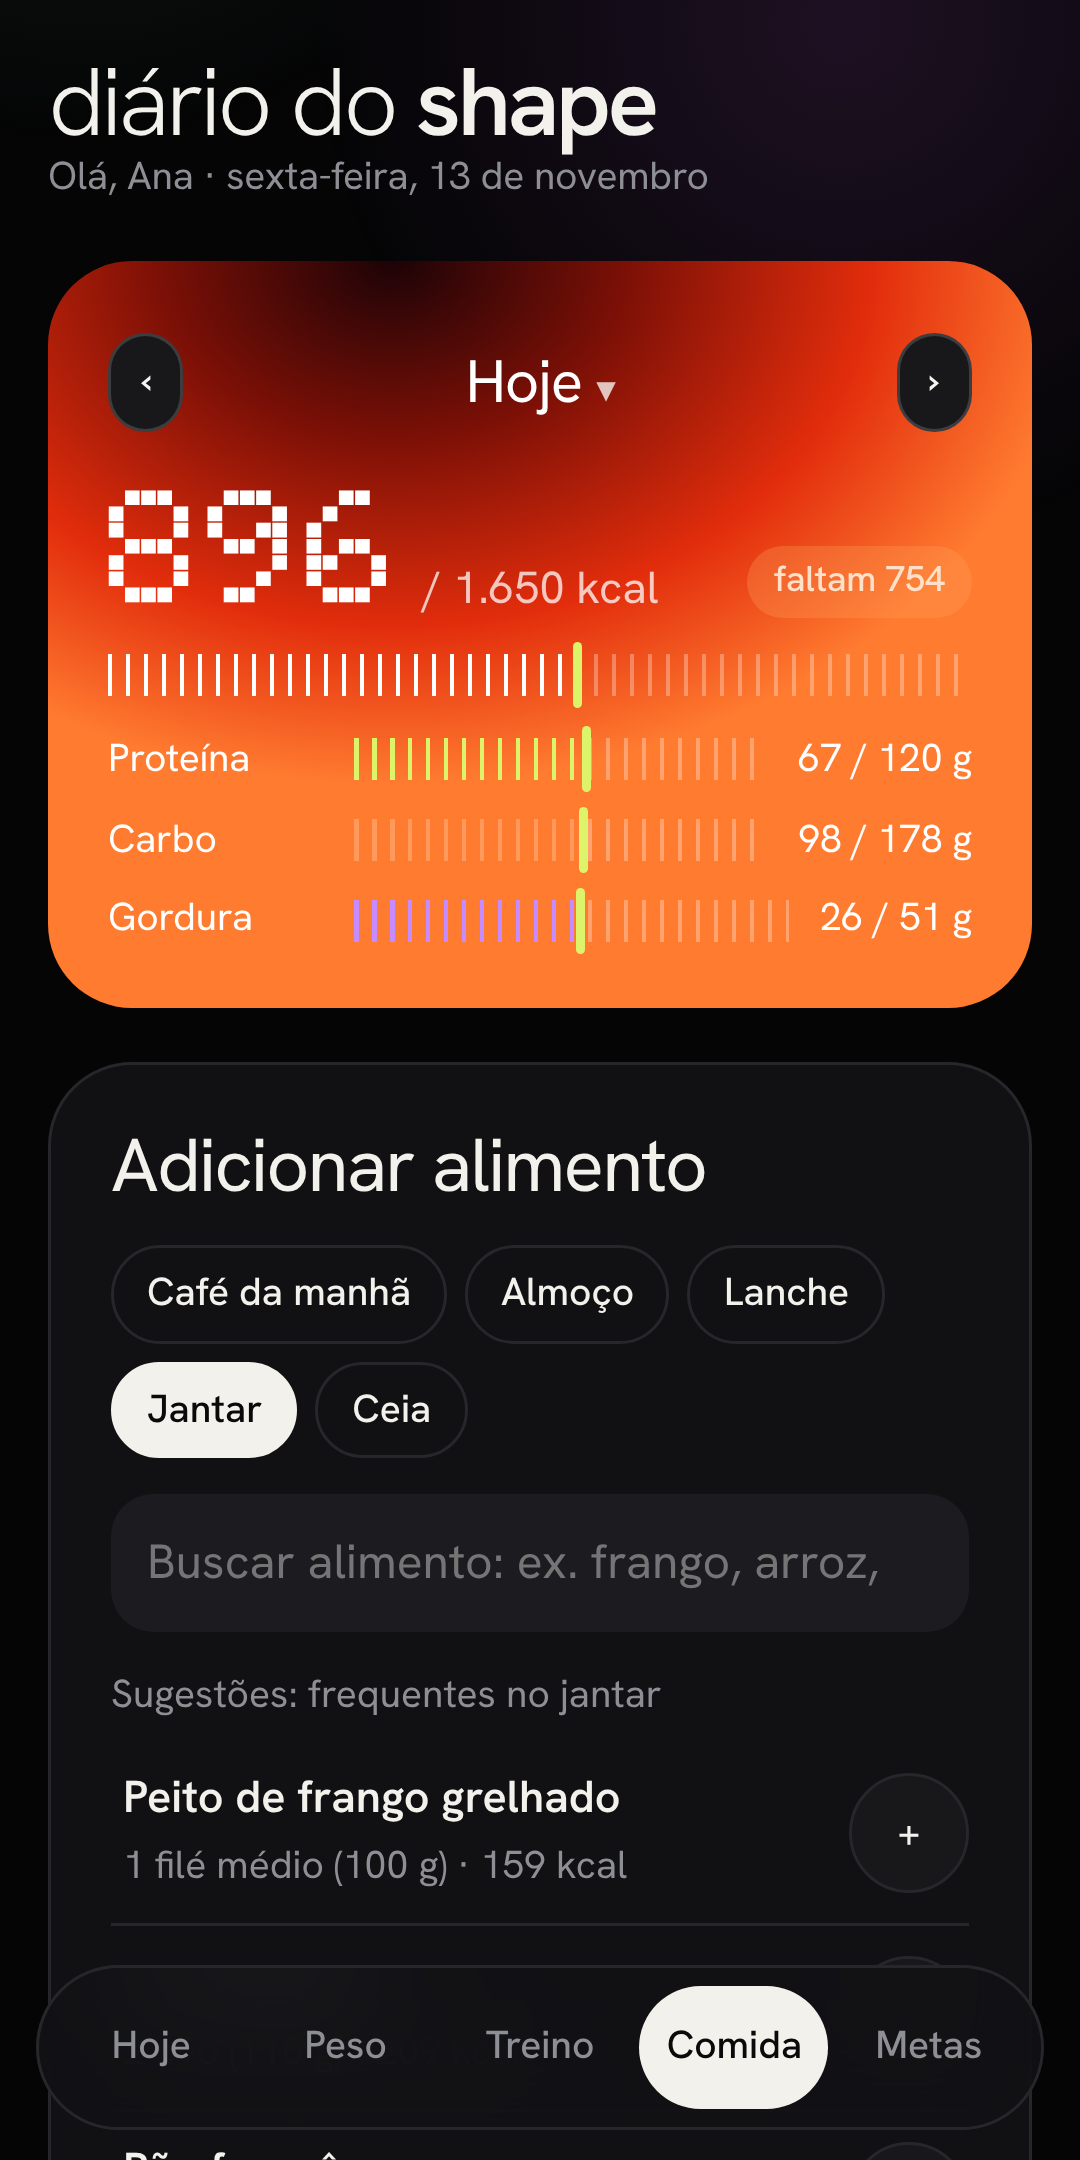 diário do shape
Olá, Ana · sexta-feira, 13 de novembro
‹ Hoje ▾ ›
896 / 1.650 kcal faltam 754
Proteína 67 / 120 g
Carbo 98 / 178 g
Gordura 26 / 51 g
Adicionar alimento
Café da manhã Almoço Lanche
Jantar Ceia
Buscar alimento: ex. frango, arroz,
Sugestões: frequentes no jantar
Peito de frango grelhado
1 filé médio (100 g) · 159 kcal
+
Hoje Peso Treino Comida Metas